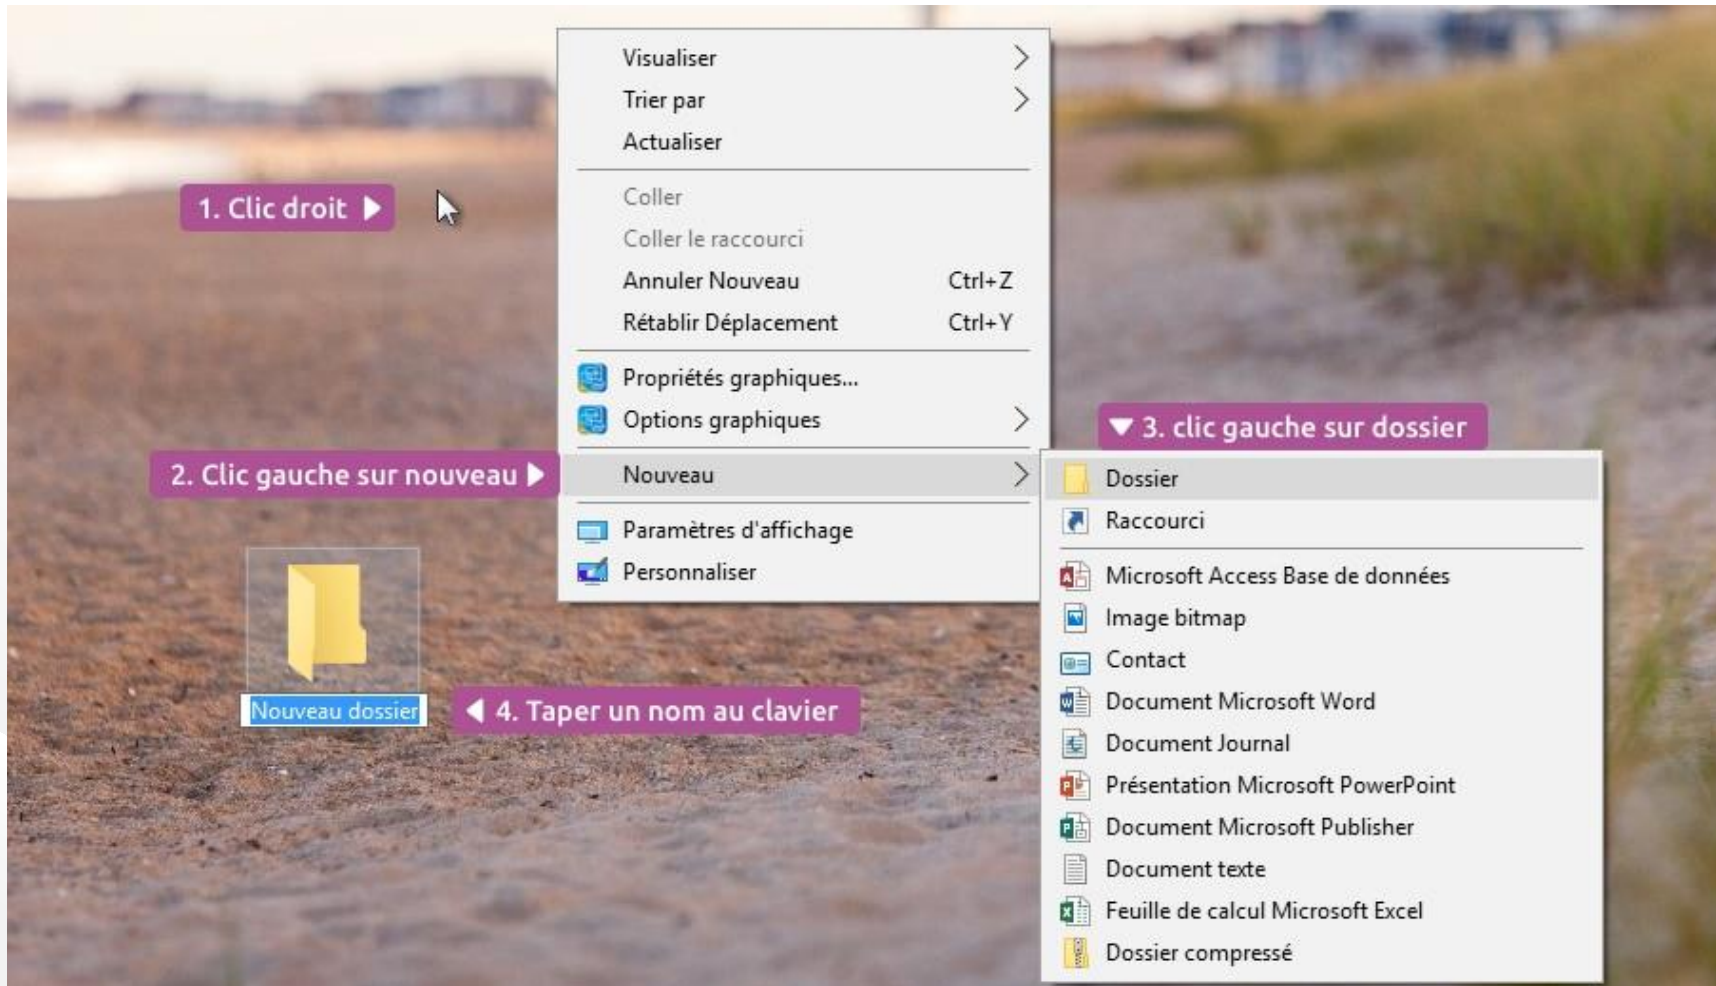 Visualiser
Trier par
Actualiser
1. Clic droit
Coller
Coller le raccourci
Annuler Nouveau Ctrl+Z
Rétablir Déplacement Ctrl+Y
Propriétés graphiques...
Options graphiques
3. clic gauche sur dossier
2. Clic gauche sur nouveau
Nouveau
Paramètres d'affichage
Personnaliser
Dossier
Raccourci
Microsoft Access Base de données
Image bitmap
Contact
Document Microsoft Word
Document Journal
Présentation Microsoft PowerPoint
Document Microsoft Publisher
Document texte
Feuille de calcul Microsoft Excel
Dossier compressé
Nouveau dossier
4. Taper un nom au clavier